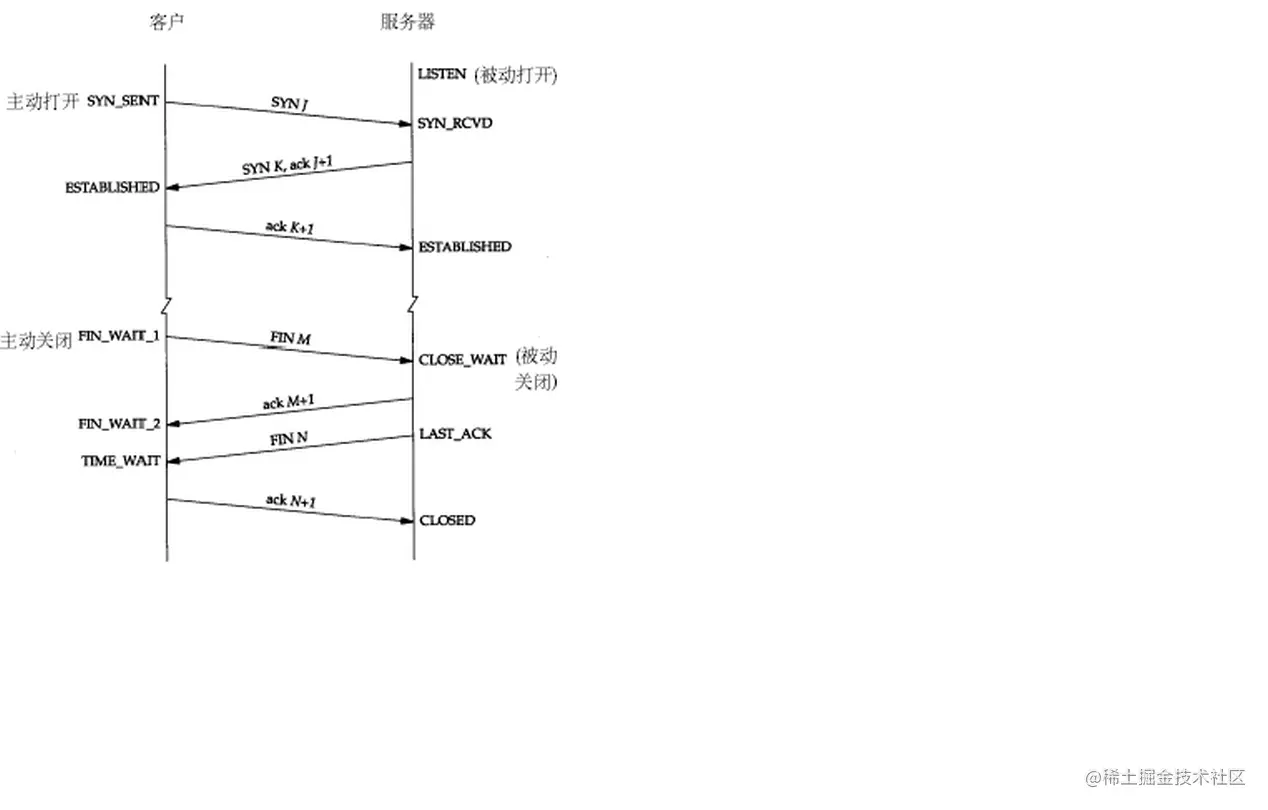 客户 服务器
LISTEN (被动打开)
主动打开 SYN_SENT
SYN J
SYN_RCVD
SYN K, ack J+1
ESTABLISHED
ack K+1
ESTABLISHED
主动关闭 FIN_WAIT_1
FIN M
CLOSE_WAIT (被动
关闭)
ack M+1
FIN_WAIT_2
FIN N
LAST_ACK
TIME_WAIT
ack N+1
CLOSED
@稀土掘金技术社区